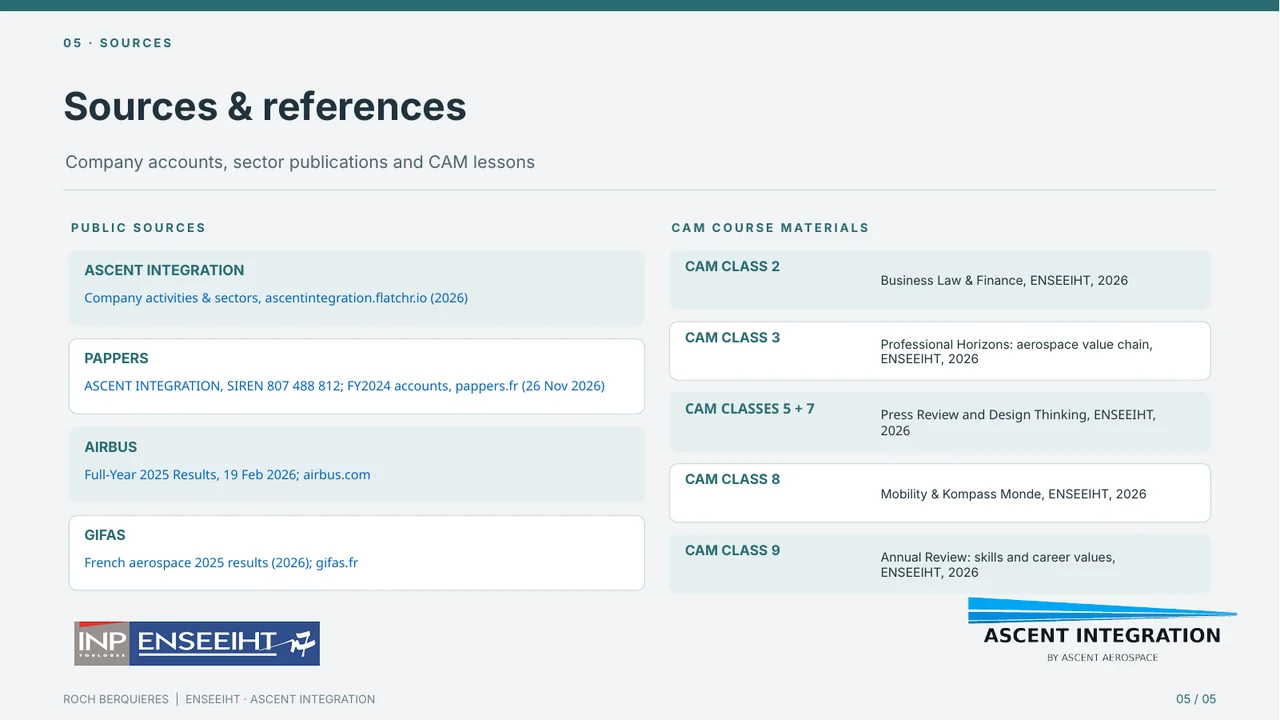 05 · SOURCES
Sources & references
Company accounts, sector publications and CAM lessons
PUBLIC SOURCES
ASCENT INTEGRATION
Company activities & sectors, ascentintegration.flatchr.io (2026)
PAPPERS
ASCENT INTEGRATION, SIREN 807 488 812; FY2024 accounts, pappers.fr (26 Nov 2026)
AIRBUS
Full-Year 2025 Results, 19 Feb 2026; airbus.com
GIFAS
French aerospace 2025 results (2026); gifas.fr
CAM COURSE MATERIALS
CAM CLASS 2
Business Law & Finance, ENSEEIHT, 2026
CAM CLASS 3
Professional Horizons: aerospace value chain,
ENSEEIHT, 2026
CAM CLASSES 5 + 7
Press Review and Design Thinking, ENSEEIHT,
2026
CAM CLASS 8
Mobility & Kompass Monde, ENSEEIHT, 2026
CAM CLASS 9
Annual Review: skills and career values,
ENSEEIHT, 2026
INP ENSEEIHT
TOULOUSE
ASCENT INTEGRATION
BY ASCENT AEROSPACE
ROCH BERQUIERES | ENSEEIHT · ASCENT INTEGRATION
05 / 05